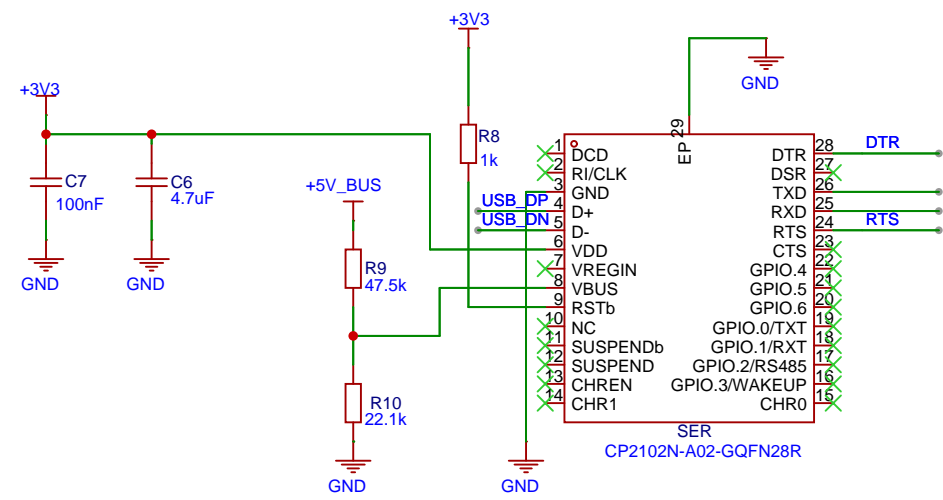 +3V3
+3V3
C7
100nF
C6
4.7uF
GND
GND
+5V_BUS
R8
1k
R9
47.5k
R10
22.1k
GND
GND
GND
USB_DP
USB_DN
EP
29
1
DCD
2
RI/CLK
3
GND
4
D+
5
D-
6
VDD
7
VREGIN
8
VBUS
9
RSTb
10
NC
11
SUSPENDb
12
SUSPEND
13
CHREN
14
CHR1
DTR
28
DTR
DSR
27
TXD
26
RXD
25
RTS
24
RTS
CTS
23
GPIO.4
22
GPIO.5
21
GPIO.6
20
GPIO.0/TXT
19
GPIO.1/RXT
18
GPIO.2/RS485
17
GPIO.3/WAKEUP
16
CHR0
15
SER
CP2102N-A02-GQFN28R